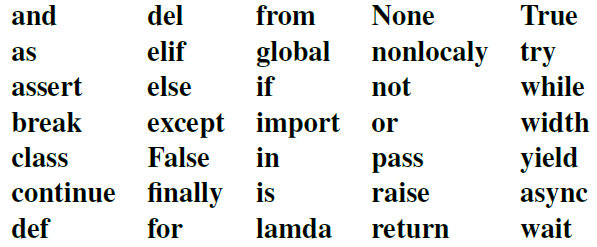 and del from None True
as elif global nonlocaly try
assert else if not while
break except import or width
class False in pass yield
continue finally is raise async
def for lamda return wait